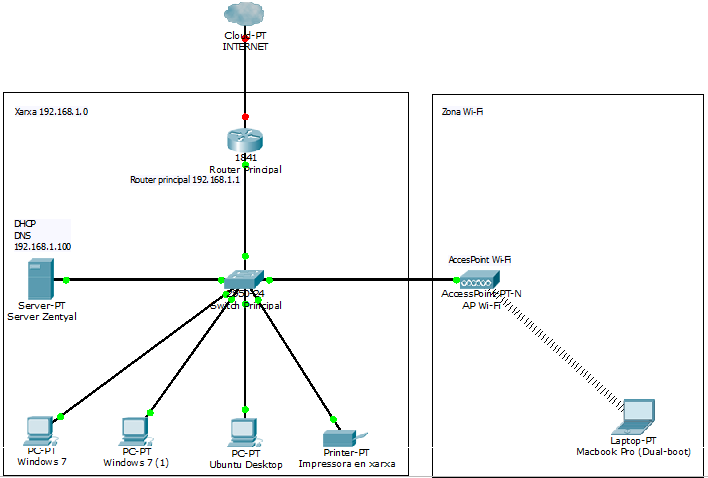 Cloud-PT
INTERNET
Xarxa 192.168.1.0
Zona Wi-Fi
1841
Router Principal
Router principal 192.168.1.1
DHCP
DNS
192.168.1.100
AccesPoint Wi-Fi
Server-PT
Server Zentyal
2950-24
Switch Principal
AccessPoint-PT-N
AP Wi-Fi
PC-PT
Windows 7
PC-PT
Windows 7 (1)
PC-PT
Ubuntu Desktop
Printer-PT
Impressora en xarxa
Laptop-PT
Macbook Pro (Dual-boot)